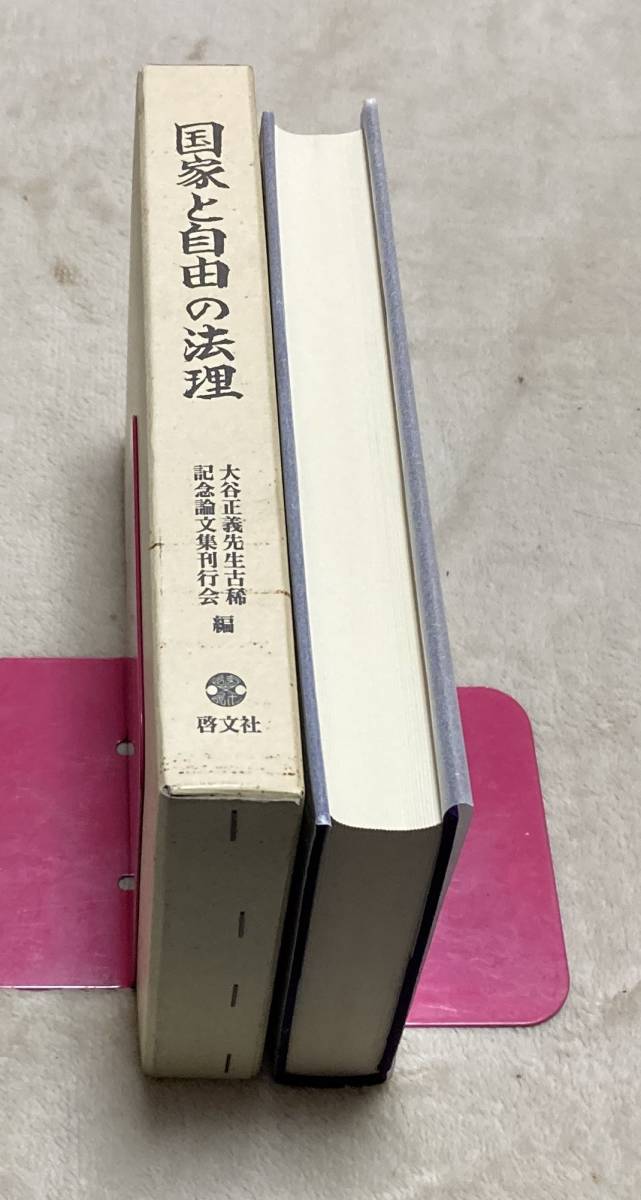 国家と自由の法理
大谷正義先生古稀
記念論文集刊行会 編
啓文社